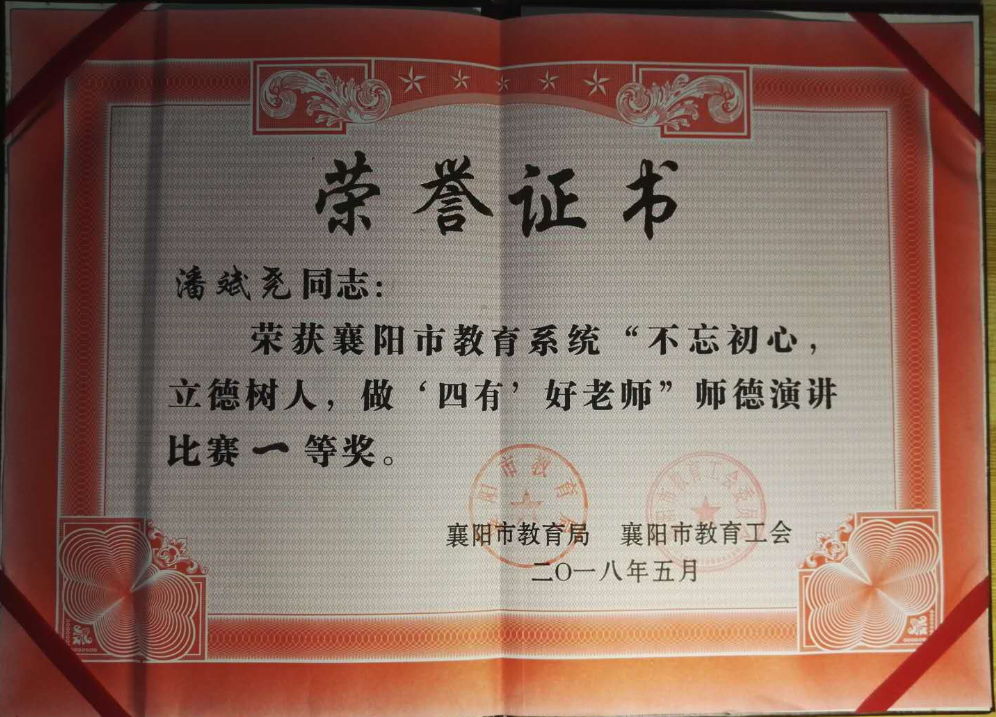 荣誉证书
潘斌尧同志：
荣获襄阳市教育系统“不忘初心，
立德树人，做‘四有’好老师”师德演讲
比赛一等奖。
襄阳市教育局 襄阳市教育工会
二〇一八年五月